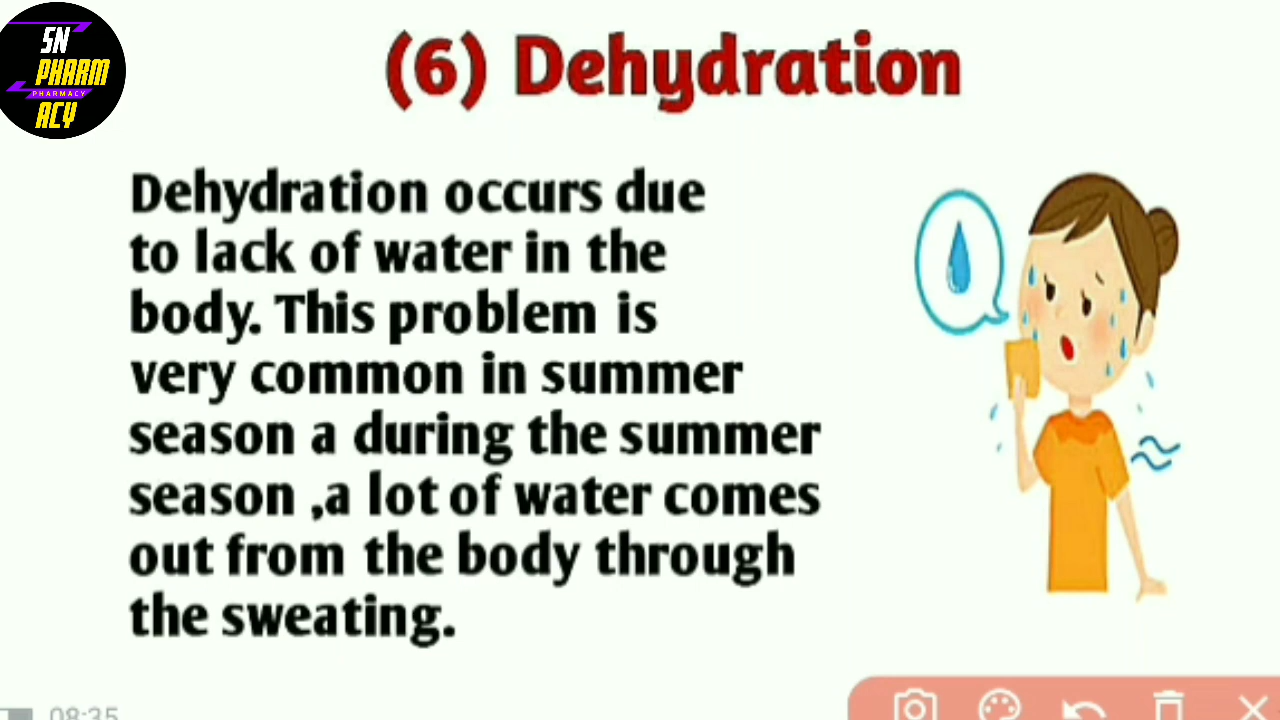 SN
PHARM
PHARMACY
ACY
(6) Dehydration
Dehydration occurs due
to lack of water in the
body. This problem is
very common in summer
season a during the summer
season ,a lot of water comes
out from the body through
the sweating.
08:35